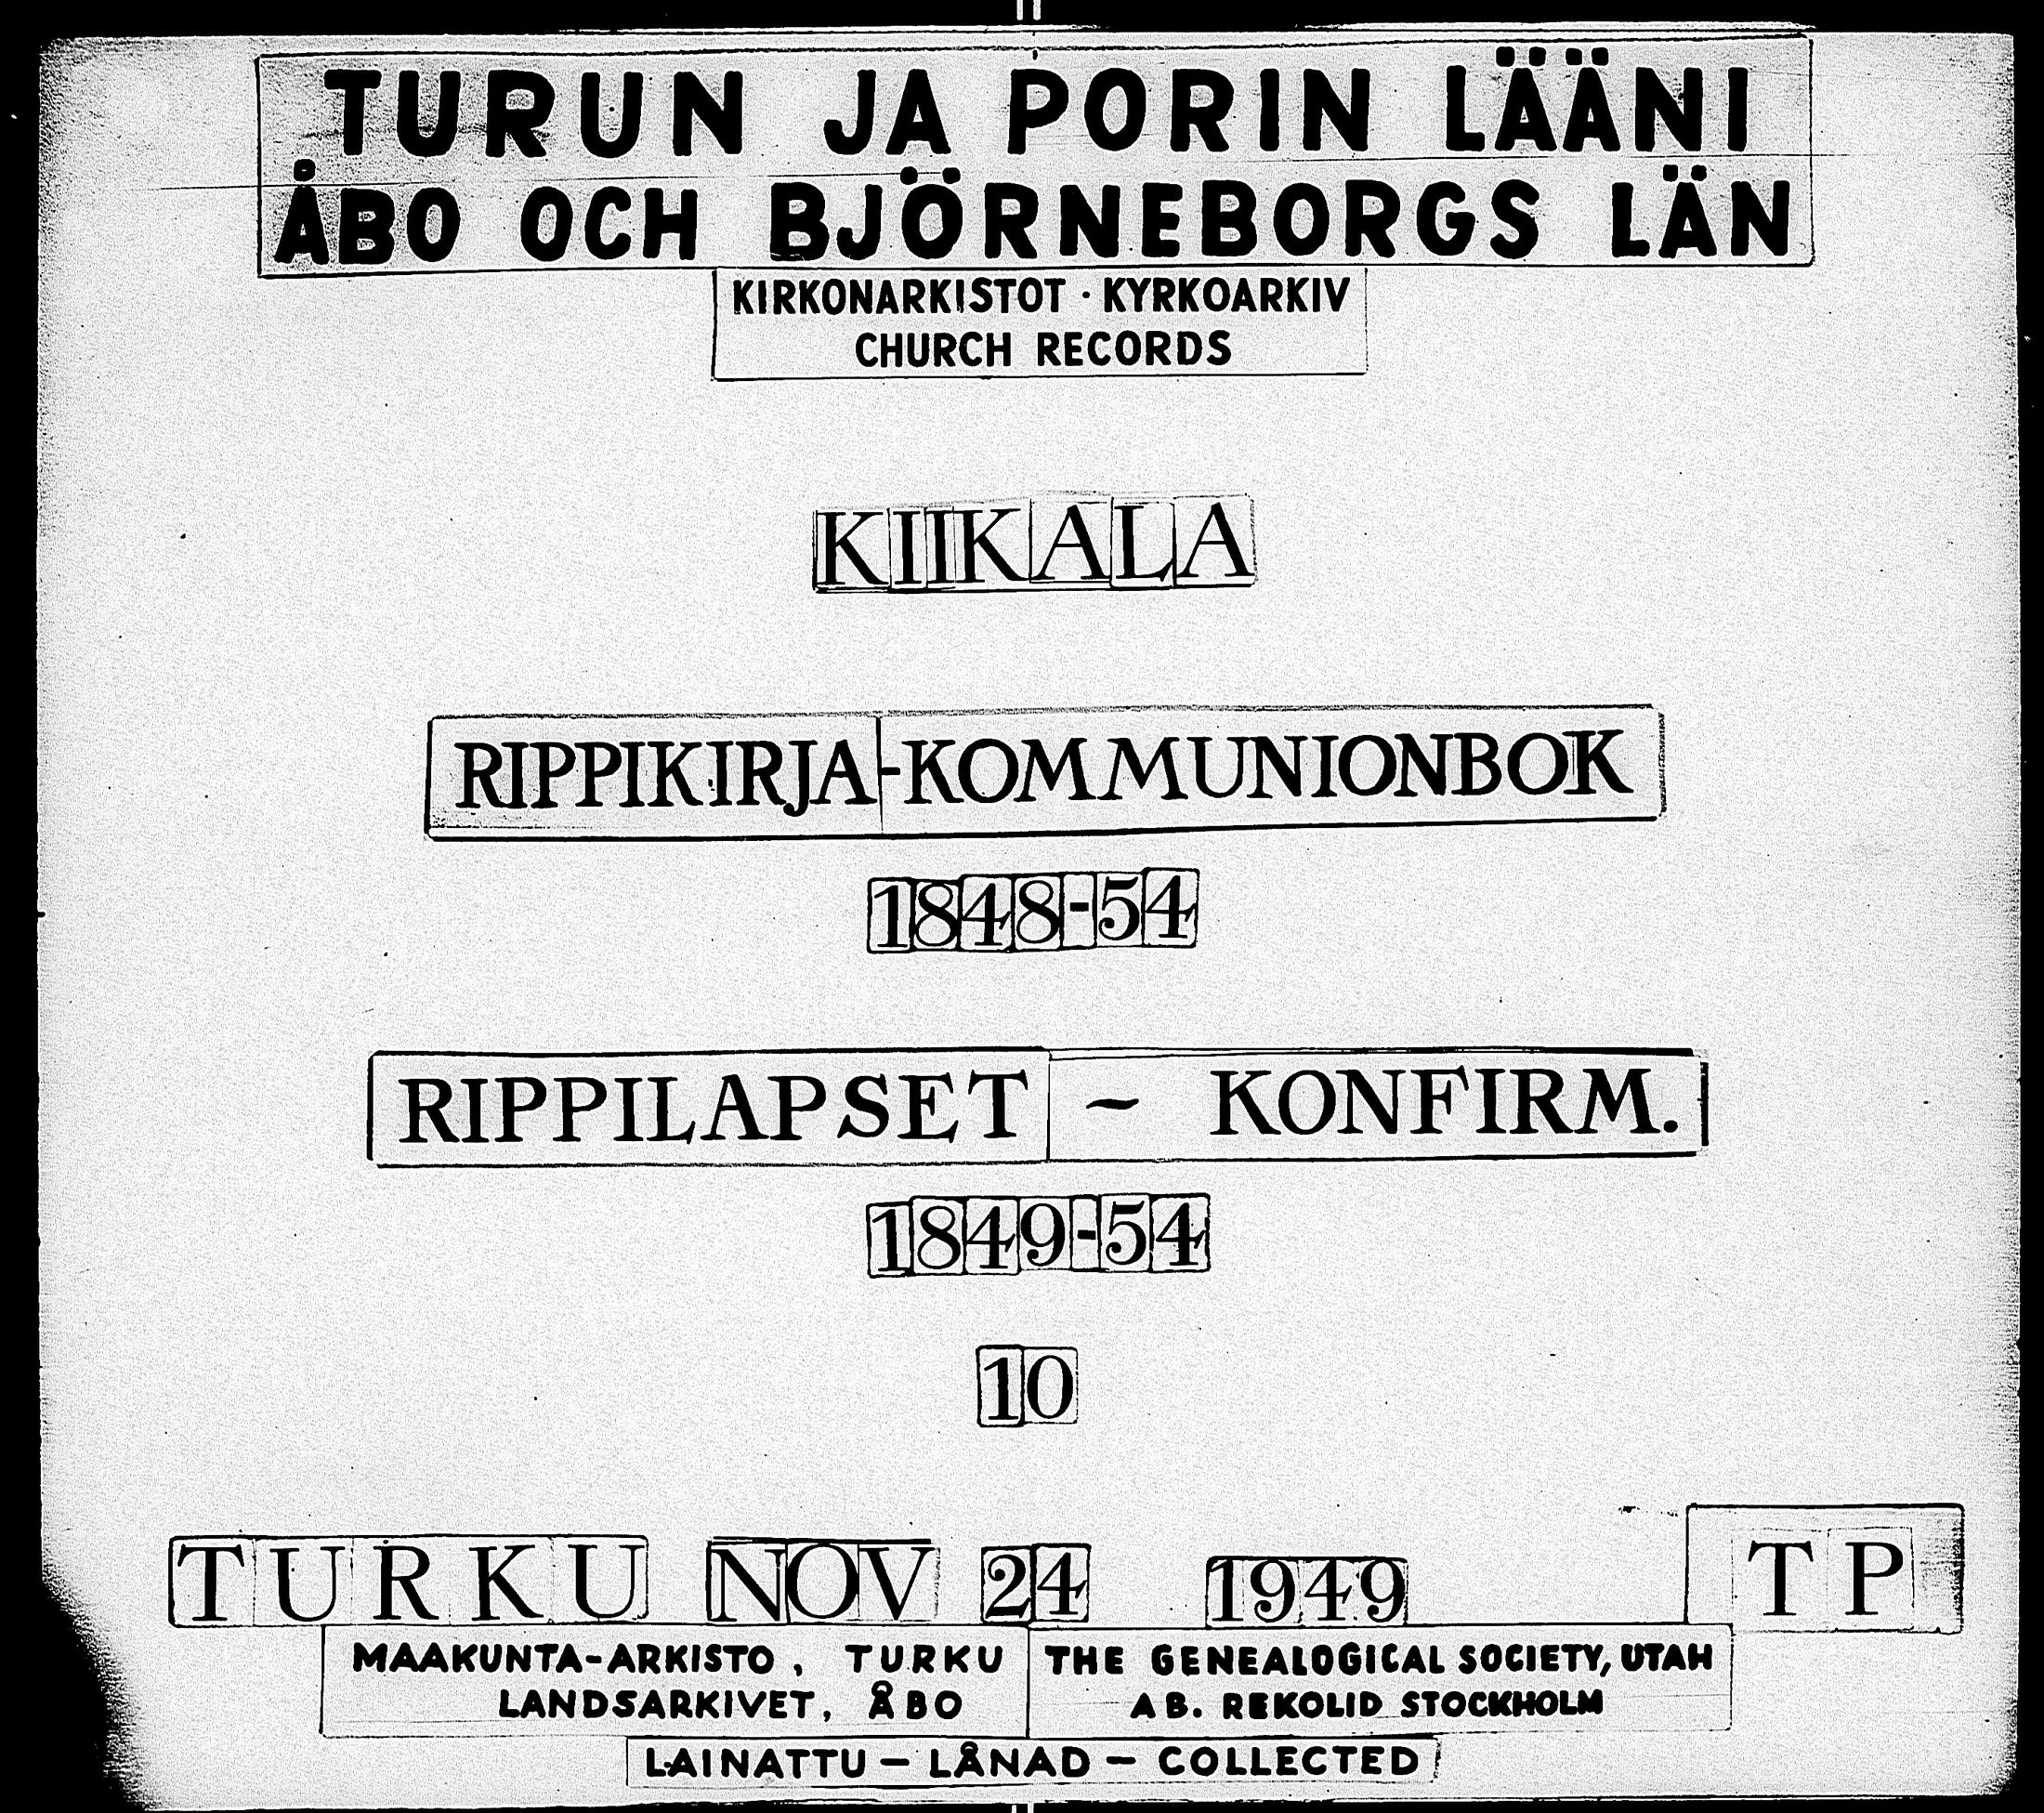 TURUN JA PORIN LÄÄNI
ÅBO OCH BJÖRNEBORGS LÄN
KIRKONARKISTOT · KYRKOARKIV
CHURCH RECORDS
KIIKALA
RIPPIKIRJA-KOMMUNIONBOK
1848-54
RIPPILAPSET - KONFIRM.
1849-54
10
TURKU NOV 24 1949 TP
MAAKUNTA-ARKISTO, TURKU
LANDSARKIVET, ÅBO
THE GENEALOGICAL SOCIETY, UTAH
AB. REKOLID STOCKHOLM
LAINATTU - LÅNAD - COLLECTED